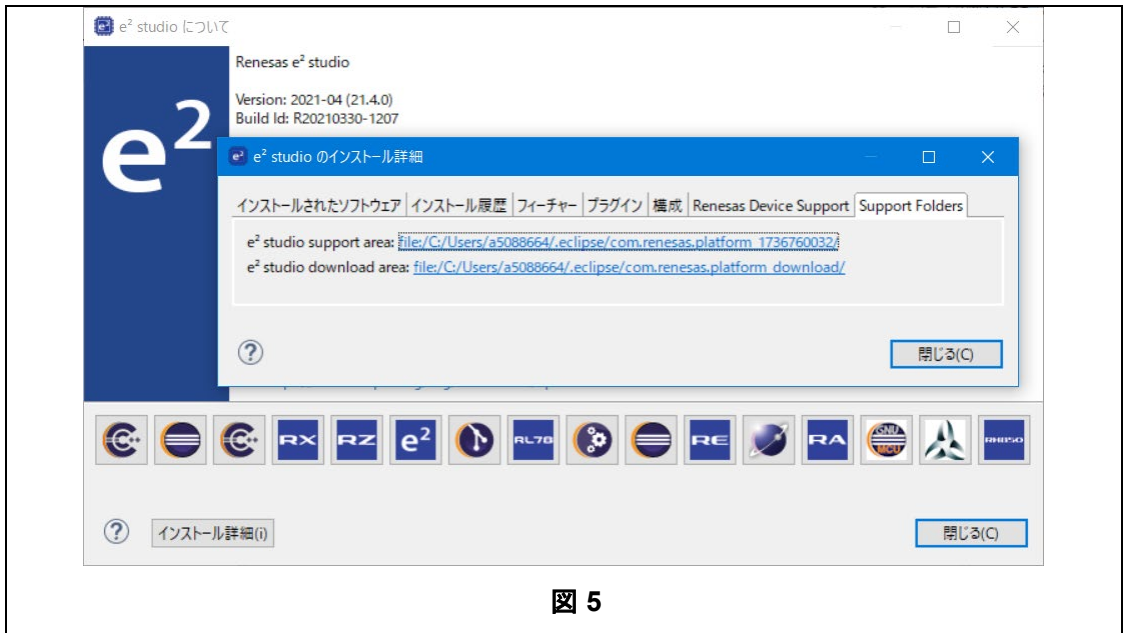 e² studio について
Renesas e² studio
Version: 2021-04 (21.4.0)
Build Id: R20210330-1207
e²
e² studio のインストール詳細
インストールされたソフトウェア インストール履歴 フィーチャー プラグイン 構成 Renesas Device Support Support Folders
e² studio support area: file:/C:/Users/a5088664/.eclipse/com.renesas.platform_1736760032/
e² studio download area: file:/C:/Users/a5088664/.eclipse/com.renesas.platform_download/
閉じる(C)
RX RZ e² RL78 RE RA GNU MCU RH850
インストール詳細(i)
閉じる(C)
図 5